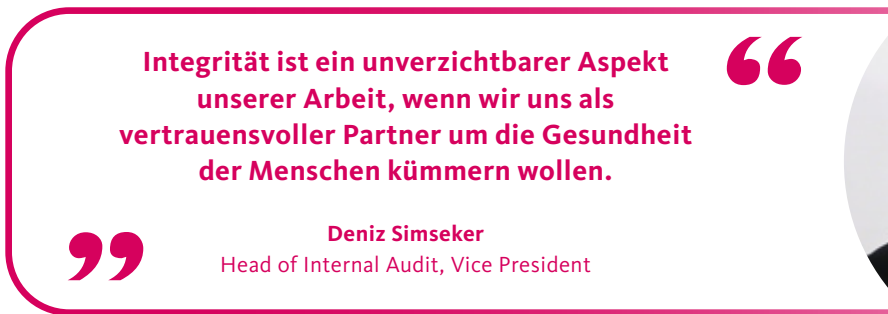 Integrität ist ein unverzichtbarer Aspekt
unserer Arbeit, wenn wir uns als
vertrauensvoller Partner um die Gesundheit
der Menschen kümmern wollen.
Deniz Simseker
Head of Internal Audit, Vice President